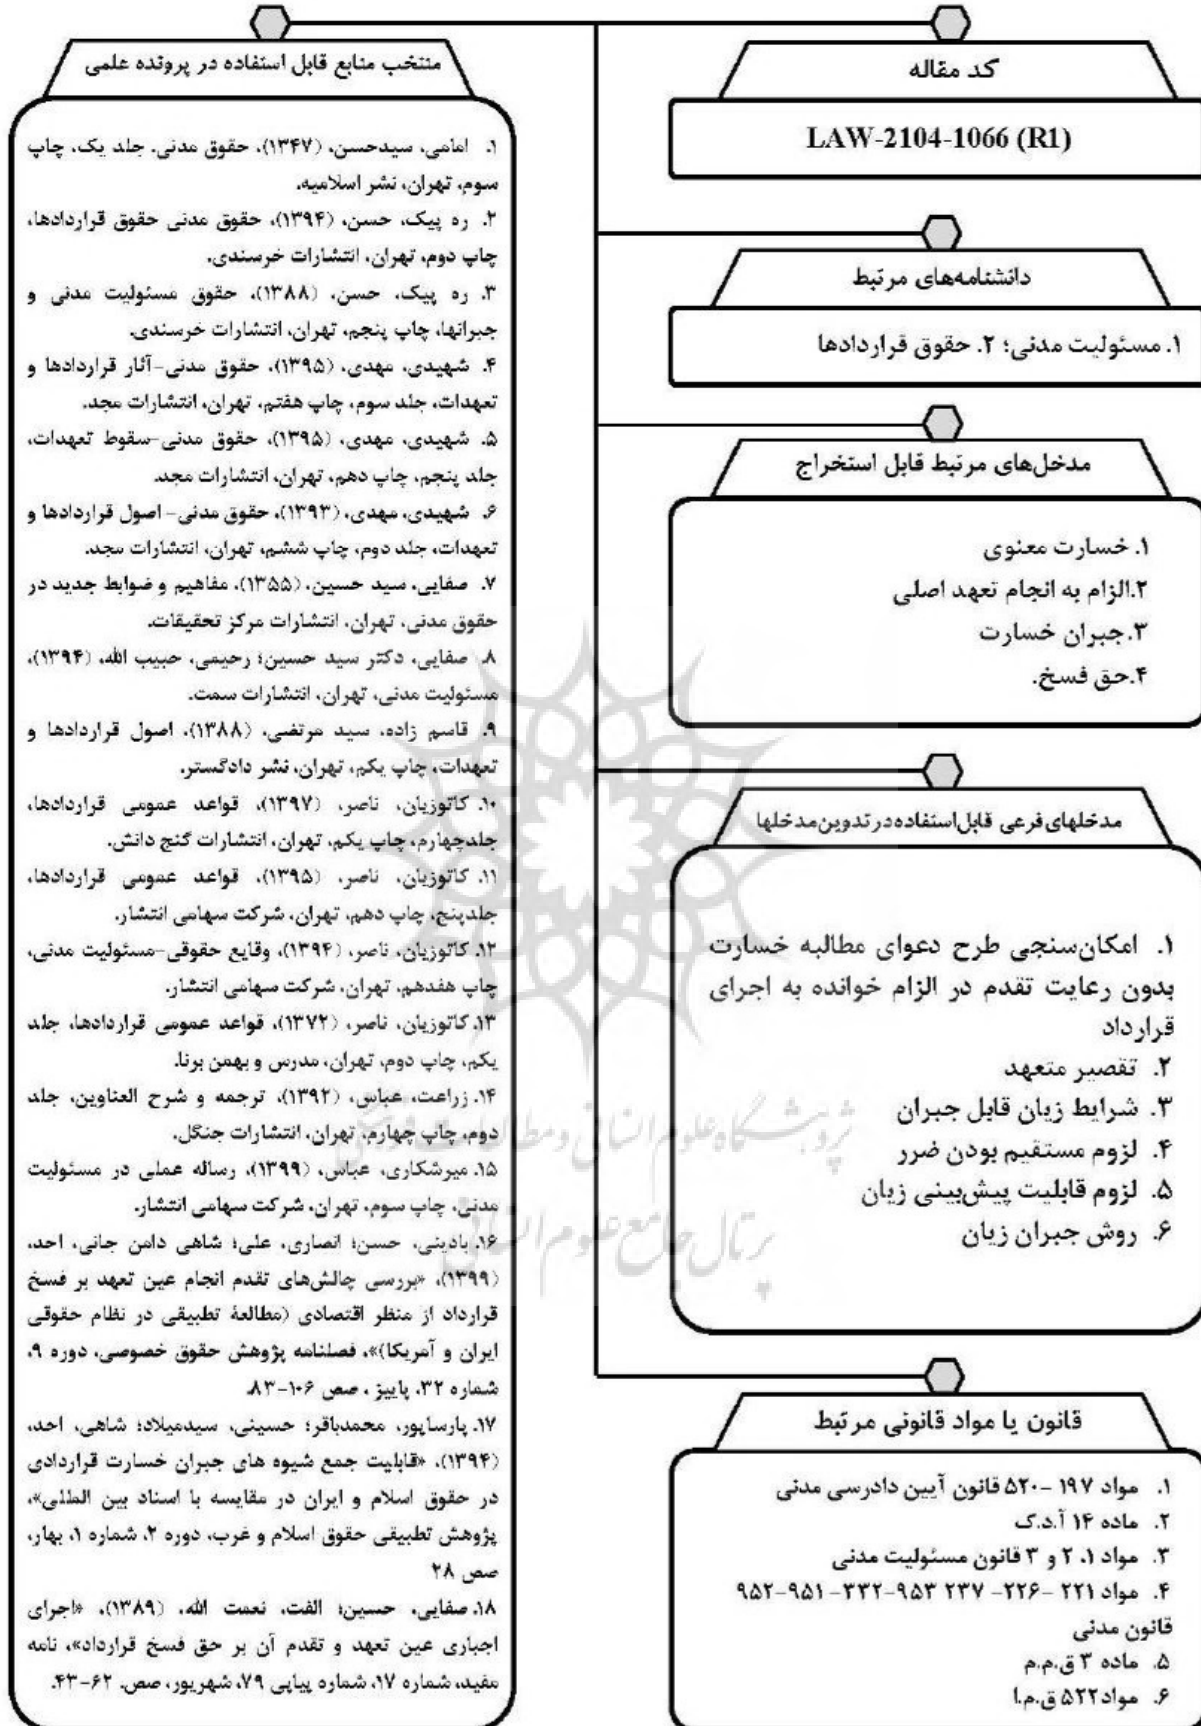 کد مقاله
LAW-2104-1066 (R1)
دانشنامه‌های مرتبط
۱. مسئولیت مدنی؛ ۲. حقوق قراردادها
مدخل‌های مرتبط قابل استخراج
۱. خسارت معنوی
۲.الزام به انجام تعهد اصلی
۳.جبران خسارت
۴.حق فسخ.
مدخلهای فرعی قابل‌استفاده‌در‌تدوین‌مدخلها
۱. امکان‌سنجی طرح دعوای مطالبه خسارت
بدون رعایت تقدم در الزام خوانده به اجرای
قرارداد
۲. تقصیر متعهد
۳. شرایط زیان قابل جبران
۴. لزوم مستقیم بودن ضرر
۵. لزوم قابلیت پیش‌بینی زیان
۶. روش جبران زیان
قانون یا مواد قانونی مرتبط
۱. مواد ۱۹۷ -۵۲۰ قانون آیین دادرسی مدنی
۲. ماده ۱۴ آ.د.ک
۳. مواد ۱، ۲ و ۳ قانون مسئولیت مدنی
۴. مواد ۲۲۱ -۲۲۶- ۲۳۷ ۹۵۳-۳۳۲- ۹۵۱-۹۵۲
قانون مدنی
۵. ماده ۳ ق.م.م
۶. مواد۵۲۲ ق.م.ا
منتخب منابع قابل استفاده در پرونده علمی
۱. امامی، سیدحسن، (۱۳۴۷)، حقوق مدنی. جلد یک، چاپ
سوم، تهران، نشر اسلامیه.
۲. ره پیک، حسن، (۱۳۹۴)، حقوق مدنی حقوق قراردادها،
چاپ دوم، تهران، انتشارات خرسندی.
۳. ره پیک، حسن، (۱۳۸۸)، حقوق مسئولیت مدنی و
جبرانها، چاپ پنجم، تهران، انتشارات خرسندی.
۴. شهیدی، مهدی، (۱۳۹۵)، حقوق مدنی-آثار قراردادها و
تعهدات، جلد سوم، چاپ هفتم، تهران، انتشارات مجد.
۵. شهیدی، مهدی، (۱۳۹۵)، حقوق مدنی-سقوط تعهدات،
جلد پنجم، چاپ دهم، تهران، انتشارات مجد.
۶. شهیدی، مهدی، (۱۳۹۳)، حقوق مدنی- اصول قراردادها و
تعهدات، جلد دوم، چاپ ششم، تهران، انتشارات مجد.
۷. صفایی، سید حسین، (۱۳۵۵)، مفاهیم و ضوابط جدید در
حقوق مدنی، تهران، انتشارات مرکز تحقیقات.
۸. صفایی، دکتر سید حسین؛ رحیمی، حبیب الله، (۱۳۹۴)،
مسئولیت مدنی، تهران، انتشارات سمت.
۹. قاسم زاده، سید مرتضی، (۱۳۸۸)، اصول قراردادها و
تعهدات، چاپ یکم، تهران، نشر دادگستر.
۱۰. کاتوزیان، ناصر، (۱۳۹۷)، قواعد عمومی قراردادها،
جلدچهارم، چاپ یکم، تهران، انتشارات گنج دانش.
۱۱. کاتوزیان، ناصر، (۱۳۹۵)، قواعد عمومی قراردادها،
جلدپنج، چاپ دهم، تهران، شرکت سهامی انتشار.
۱۲. کاتوزیان، ناصر، (۱۳۹۴)، وقایع حقوقی-مسئولیت مدنی،
چاپ هفدهم، تهران، شرکت سهامی انتشار.
۱۳. کاتوزیان، ناصر، (۱۳۷۲)، قواعد عمومی قراردادها، جلد
یکم، چاپ دوم، تهران، مدرس و بهمن برنا.
۱۴. زراعت، عباس، (۱۳۹۲)، ترجمه و شرح العناوین، جلد
دوم، چاپ چهارم، تهران، انتشارات جنگل.
۱۵. میرشکاری، عباس، (۱۳۹۹)، رساله عملی در مسئولیت
مدنی، چاپ سوم، تهران، شرکت سهامی انتشار.
۱۶. بادینی، حسن؛ انصاری، علی؛ شاهی دامن جانی، احد،
(۱۳۹۹)، «بررسی چالش‌های تقدم انجام عین تعهد بر فسخ
قرارداد از منظر اقتصادی (مطالعهٔ تطبیقی در نظام حقوقی
ایران و آمریکا)»، فصلنامه پژوهش حقوق خصوصی، دوره ۹،
شماره ۳۲، پاییز ، صص ۱۰۶-۸۳.
۱۷. پارساپور، محمدباقر؛ حسینی، سیدمیلاد؛ شاهی، احد،
(۱۳۹۴)، «قابلیت جمع شیوه های جبران خسارت قراردادی
در حقوق اسلام و ایران در مقایسه با اسناد بین المللی»،
پژوهش تطبیقی حقوق اسلام و غرب، دوره ۲، شماره ۱، بهار،
صص ۲۸
۱۸. صفایی، حسین؛ الفت، نعمت الله، (۱۳۸۹)، «اجرای
اجباری عین تعهد و تقدم آن بر حق فسخ قرارداد»، نامه
مفید، شماره ۱۷، شماره پیاپی ۷۹، شهریور، صص. ۶۲-۴۳.
پژوهشگاه علوم انسانی و مطالعات فرهنگی
پرتال جامع علوم انسانی